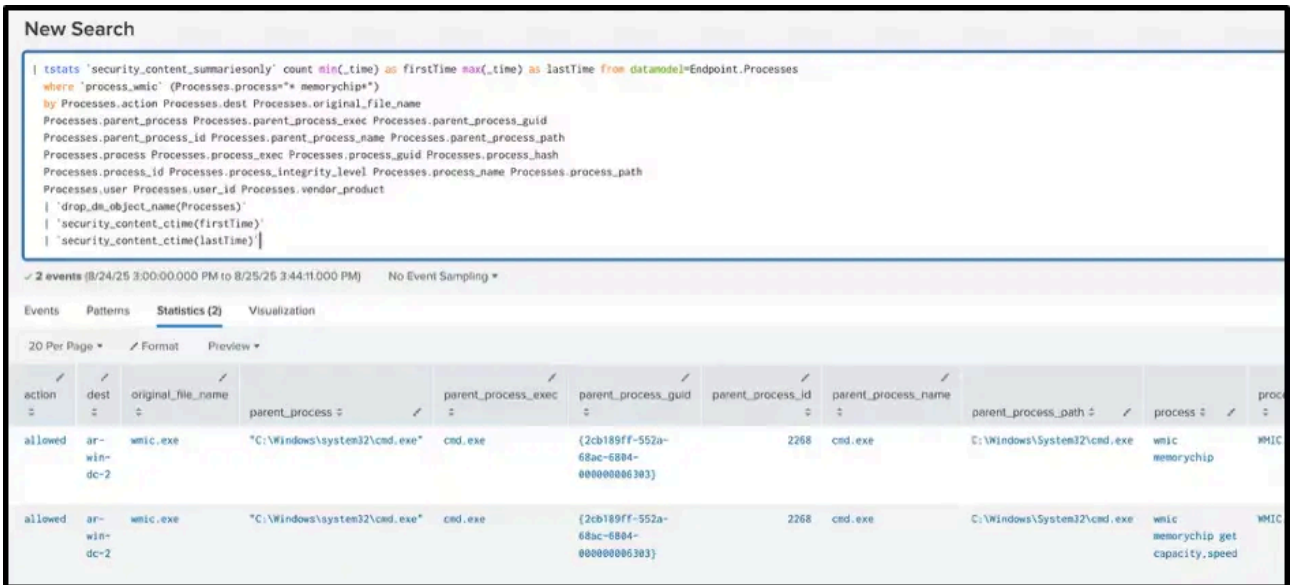 New Search
| tstats `security_content_summariesonly` count min(_time) as firstTime max(_time) as lastTime from datamodel=Endpoint.Processes
where `process_wmic` (Processes.process="* memorychip*")
by Processes.action Processes.dest Processes.original_file_name
Processes.parent_process Processes.parent_process_exec Processes.parent_process_guid
Processes.parent_process_id Processes.parent_process_name Processes.parent_process_path
Processes.process Processes.process_exec Processes.process_guid Processes.process_hash
Processes.process_id Processes.process_integrity_level Processes.process_name Processes.process_path
Processes.user Processes.user_id Processes.vendor_product
| `drop_dm_object_name(Processes)`
| `security_content_ctime(firstTime)`
| `security_content_ctime(lastTime)`
✓ 2 events (8/24/25 3:00:00.000 PM to 8/25/25 3:44:11.000 PM) No Event Sampling
Events Patterns Statistics (2) Visualization
20 Per Page Format Preview
action dest original_file_name parent_process parent_process_exec parent_process_guid parent_process_id parent_process_name parent_process_path process proce
allowed ar- wmic.exe "C:\Windows\system32\cmd.exe" cmd.exe {2cb189ff-552a- 2268 cmd.exe C:\Windows\System32\cmd.exe wmic WMIC
win- 68ac-6804- memorychip
dc-2 000000006303}
allowed ar- wmic.exe "C:\Windows\system32\cmd.exe" cmd.exe {2cb189ff-552a- 2268 cmd.exe C:\Windows\System32\cmd.exe wmic WMIC
win- 68ac-6804- memorychip get
dc-2 000000006303} capacity,speed